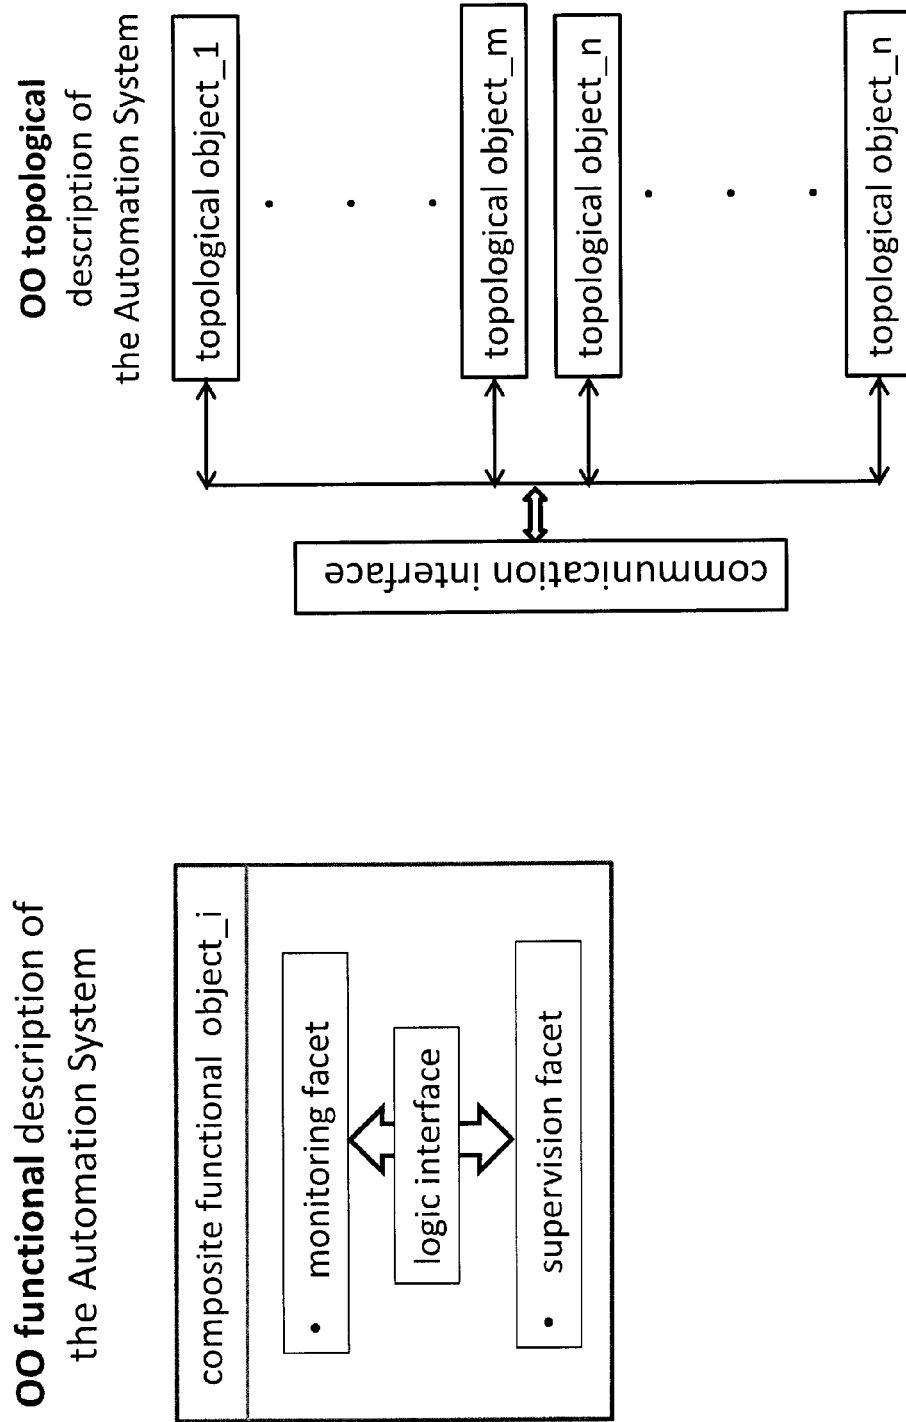 OO functional description of
the Automation System
composite functional object_i
• monitoring facet
logic interface
• supervision facet
OO topological
description of
the Automation System
communication interface
topological object_1
topological object_m
topological object_n
topological object_n